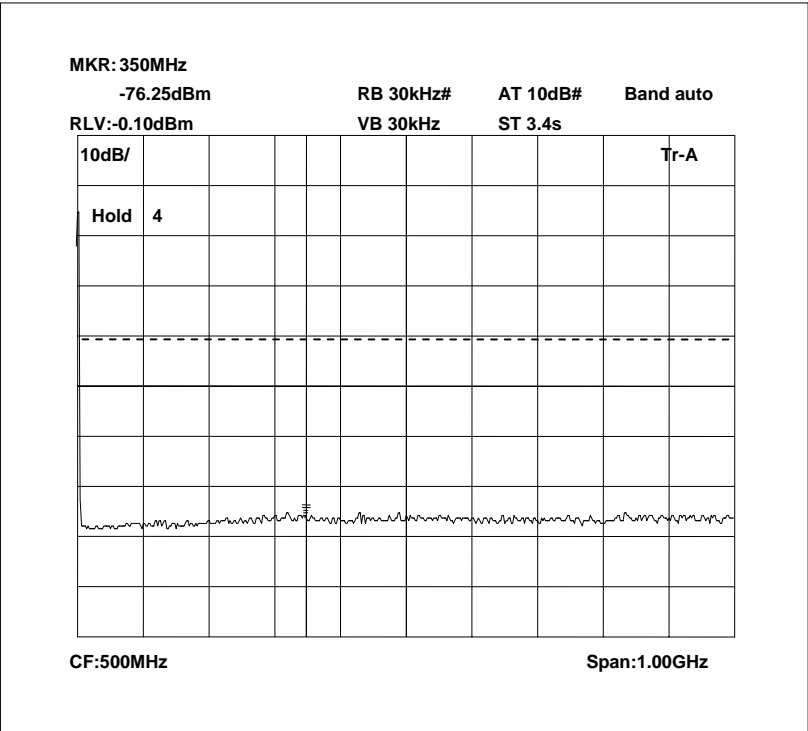 MKR: 350MHz
-76.25dBm RB 30kHz# AT 10dB# Band auto
RLV:-0.10dBm VB 30kHz ST 3.4s
10dB/ Tr-A
Hold 4
CF:500MHz Span:1.00GHz